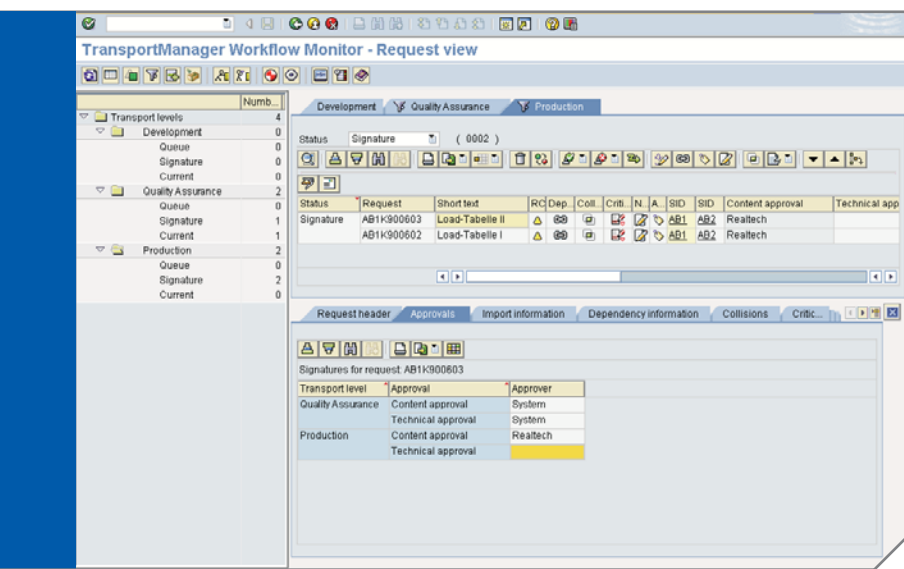 TransportManager Workflow Monitor - Request view
Numb...
Transport levels 4
Development 0
Queue 0
Signature 0
Current 0
Quality Assurance 2
Queue 0
Signature 1
Current 1
Production 2
Queue 0
Signature 2
Current 0
Development Quality Assurance Production
Status Signature ( 0002 )
Status Request Short text RC Dep... Coll... Criti... N... A... SID SID Content approval Technical app
Signature AB1K900603 Load-Tabelle II AB1 AB2 Realtech
AB1K900602 Load-Tabelle I AB1 AB2 Realtech
Request header Approvals Import information Dependency information Collisions Critic...
Signatures for request AB1K900603
Transport level Approval Approver
Quality Assurance Content approval System
Technical approval System
Production Content approval Realtech
Technical approval